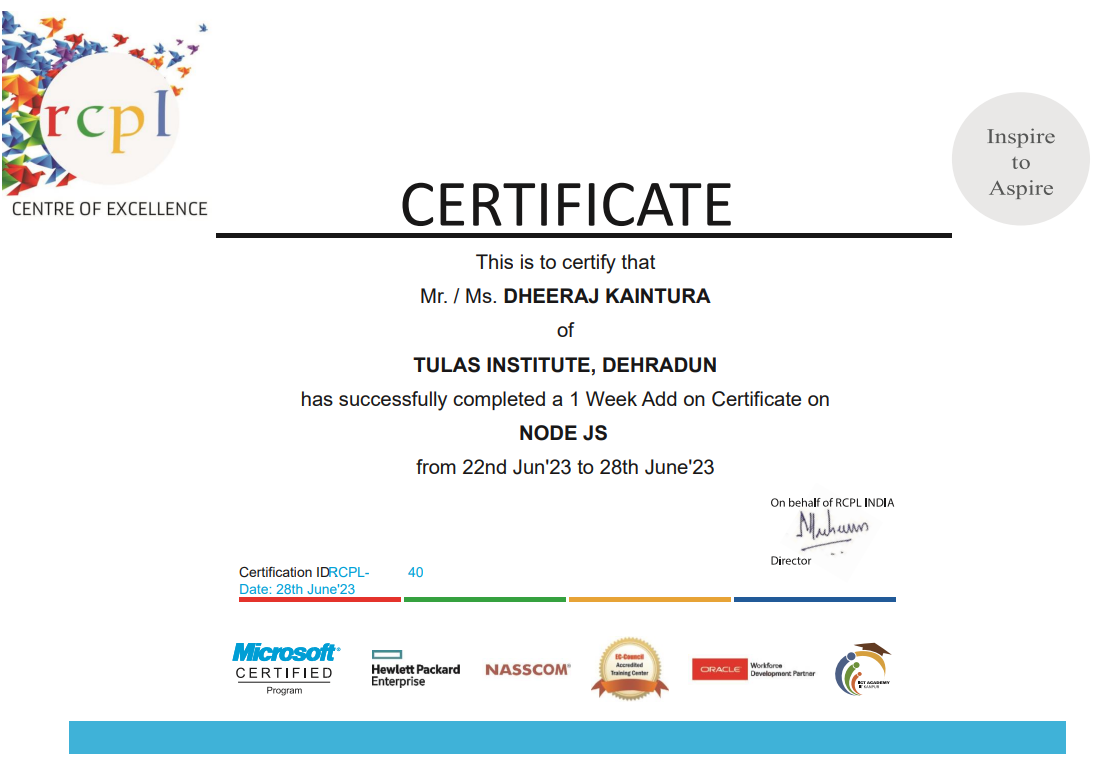 rcpl
CENTRE OF EXCELLENCE
Inspire
to
Aspire
CERTIFICATE
This is to certify that
Mr. / Ms. DHEERAJ KAINTURA
of
TULAS INSTITUTE, DEHRADUN
has successfully completed a 1 Week Add on Certificate on
NODE JS
from 22nd Jun'23 to 28th June'23
On behalf of RCPL INDIA
Director
Certification ID RCPL- 40
Date: 28th June'23
Microsoft
CERTIFIED
Program
Hewlett Packard
Enterprise
NASSCOM®
EC-Council
Accredited
Training Center
ORACLE
Workforce
Development Partner
ICT ACADEMY
KANPUR